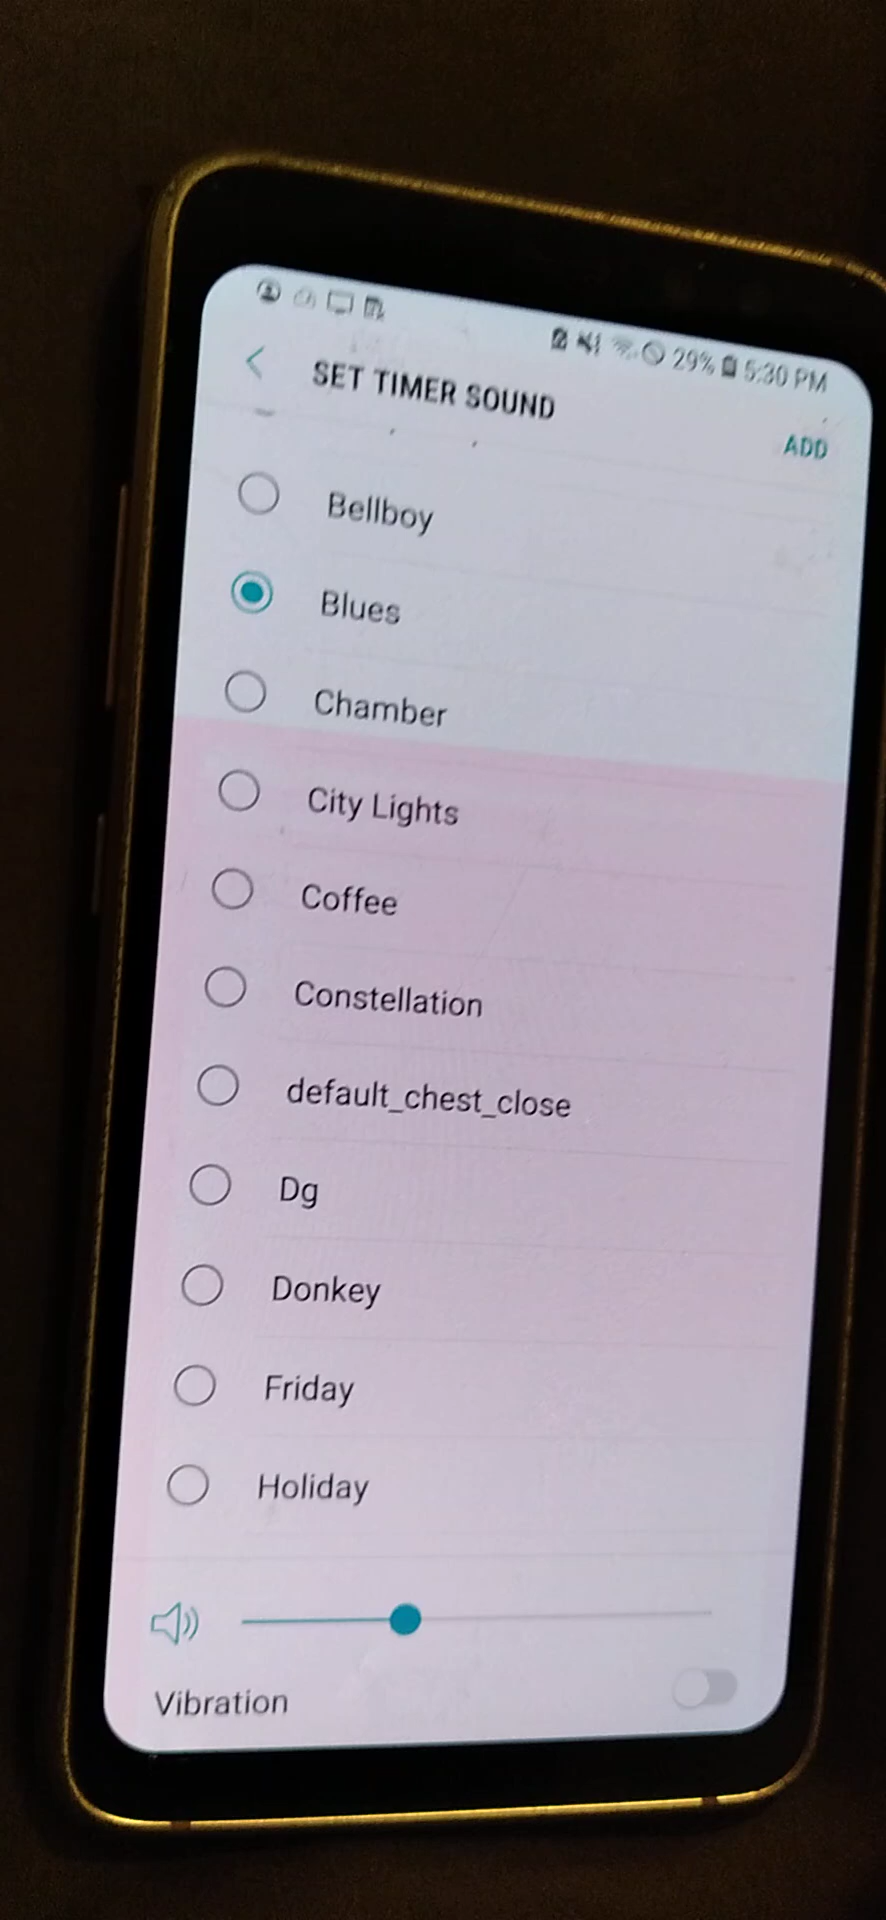 29% 5:30 PM
SET TIMER SOUND
ADD
Bellboy
Blues
Chamber
City Lights
Coffee
Constellation
default_chest_close
Dg
Donkey
Friday
Holiday
Vibration